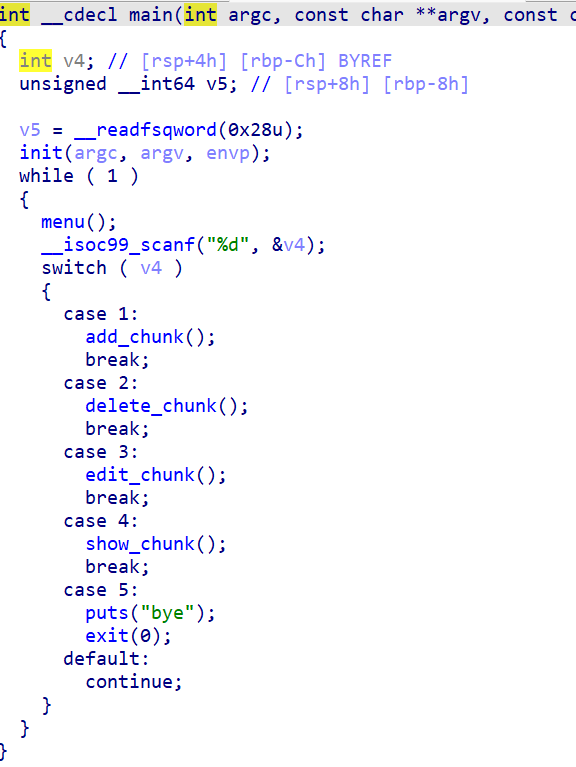 int __cdecl main(int argc, const char **argv, const c
{
int v4; // [rsp+4h] [rbp-Ch] BYREF
unsigned __int64 v5; // [rsp+8h] [rbp-8h]
v5 = __readfsqword(0x28u);
init(argc, argv, envp);
while ( 1 )
{
menu();
__isoc99_scanf("%d", &v4);
switch ( v4 )
{
case 1:
add_chunk();
break;
case 2:
delete_chunk();
break;
case 3:
edit_chunk();
break;
case 4:
show_chunk();
break;
case 5:
puts("bye");
exit(0);
default:
continue;
}
}
}